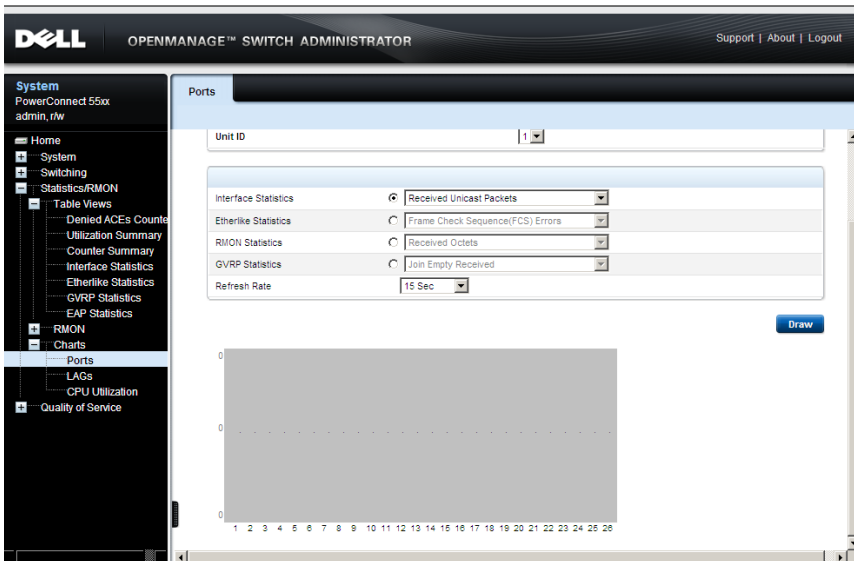 DELL OPENMANAGE™ SWITCH ADMINISTRATOR Support | About | Logout
System
PowerConnect 55xx
admin, r/w
Home
System
Switching
Statistics/RMON
Table Views
Denied ACEs Counte
Utilization Summary
Counter Summary
Interface Statistics
Etherlike Statistics
GVRP Statistics
EAP Statistics
RMON
Charts
Ports
LAGs
CPU Utilization
Quality of Service
Ports
Unit ID 1
Interface Statistics Received Unicast Packets
Etherlike Statistics Frame Check Sequence(FCS) Errors
RMON Statistics Received Octets
GVRP Statistics Join Empty Received
Refresh Rate 15 Sec
Draw
0
0
0
1 2 3 4 5 6 7 8 9 10 11 12 13 14 15 16 17 18 19 20 21 22 23 24 25 26